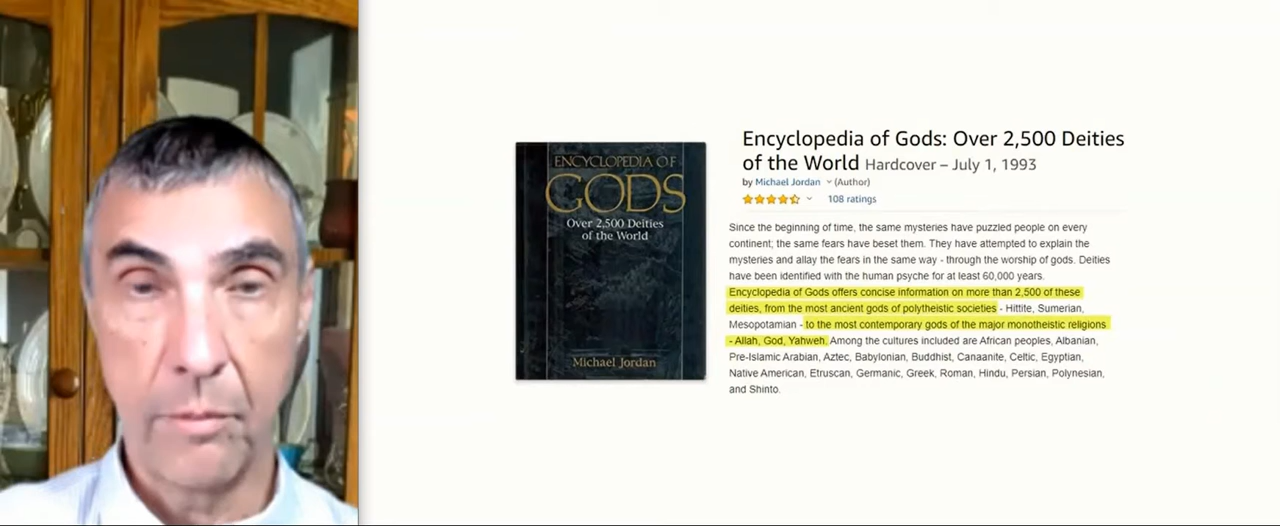 ENCYCLOPEDIA OF
GODS
Over 2,500 Deities
of the World
Michael Jordan
Encyclopedia of Gods: Over 2,500 Deities
of the World Hardcover – July 1, 1993
by Michael Jordan (Author)
108 ratings
Since the beginning of time, the same mysteries have puzzled people on every
continent; the same fears have beset them. They have attempted to explain the
mysteries and allay the fears in the same way - through the worship of gods. Deities
have been identified with the human psyche for at least 60,000 years.
Encyclopedia of Gods offers concise information on more than 2,500 of these
deities, from the most ancient gods of polytheistic societies - Hittite, Sumerian,
Mesopotamian - to the most contemporary gods of the major monotheistic religions
- Allah, God, Yahweh. Among the cultures included are African peoples, Albanian,
Pre-Islamic Arabian, Aztec, Babylonian, Buddhist, Canaanite, Celtic, Egyptian,
Native American, Etruscan, Germanic, Greek, Roman, Hindu, Persian, Polynesian,
and Shinto.